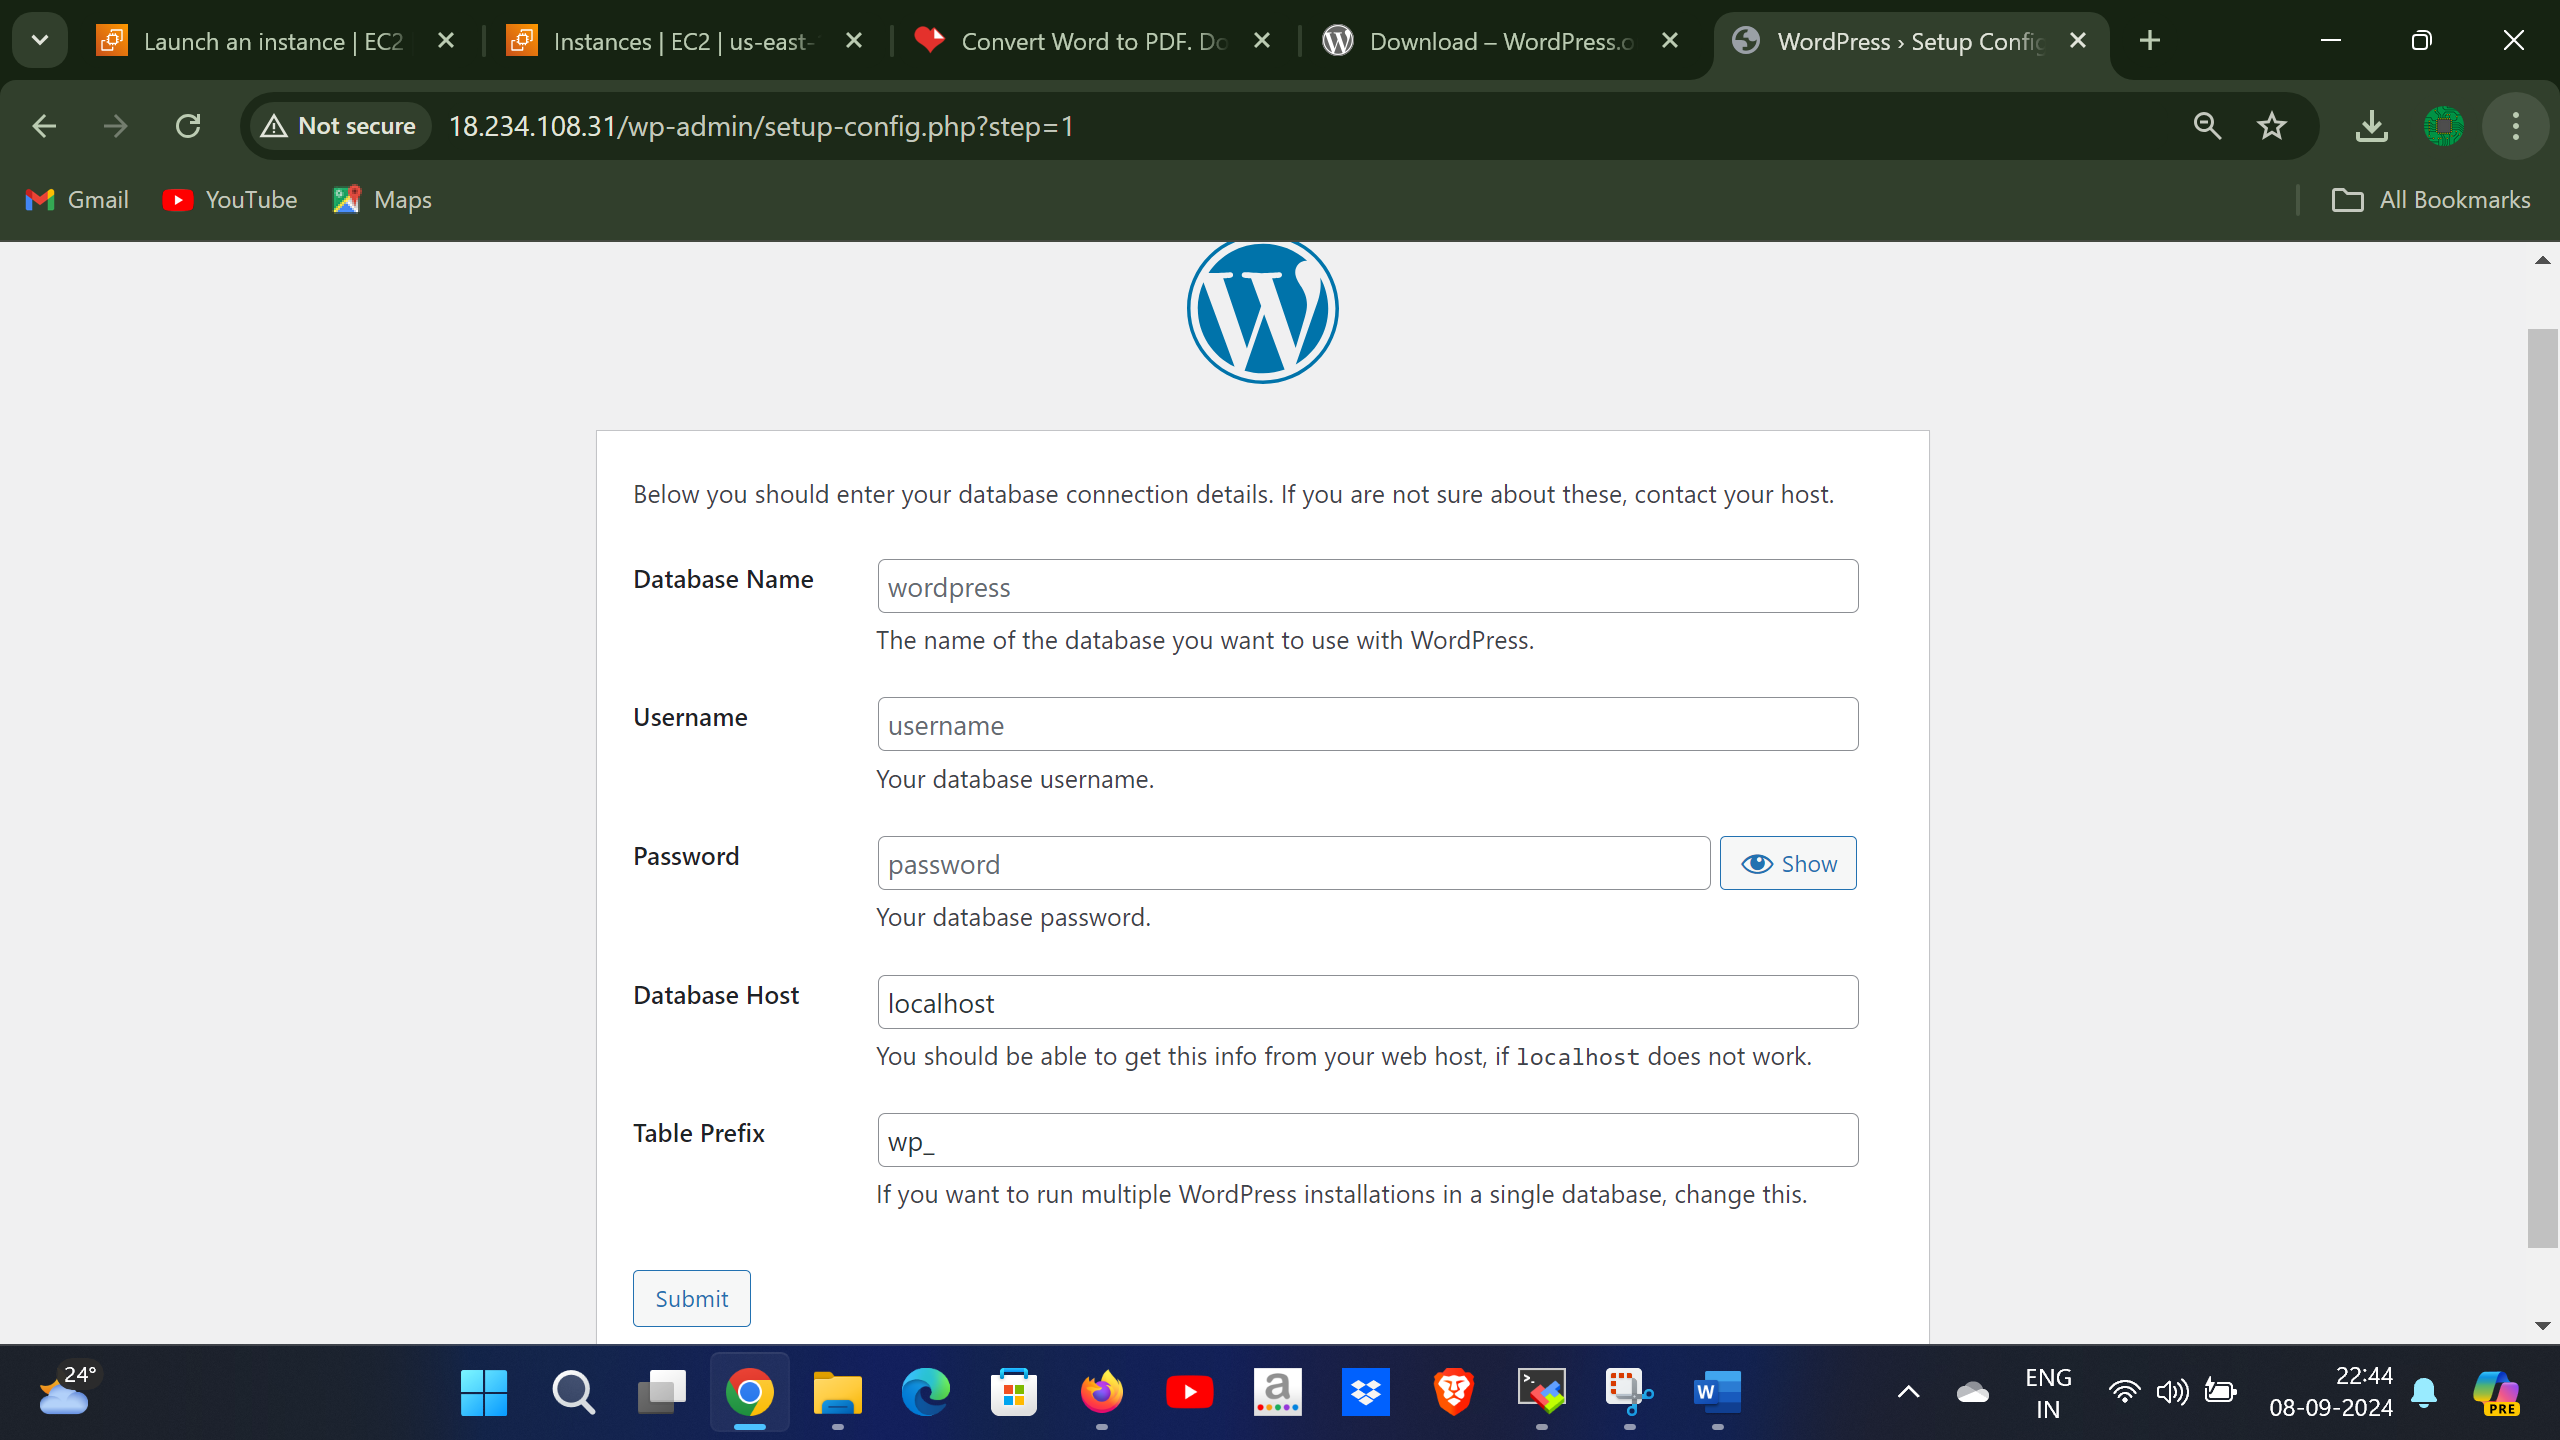 Launch an instance | EC2
Instances | EC2 | us-east-
Convert Word to PDF. Do
Download – WordPress.o
WordPress › Setup Config
Not secure
18.234.108.31/wp-admin/setup-config.php?step=1
Gmail
YouTube
Maps
All Bookmarks
Below you should enter your database connection details. If you are not sure about these, contact your host.
Database Name
wordpress
The name of the database you want to use with WordPress.
Username
username
Your database username.
Password
password
Show
Your database password.
Database Host
localhost
You should be able to get this info from your web host, if localhost does not work.
Table Prefix
wp_
If you want to run multiple WordPress installations in a single database, change this.
Submit
24°
ENG
IN
22:44
08-09-2024
PRE